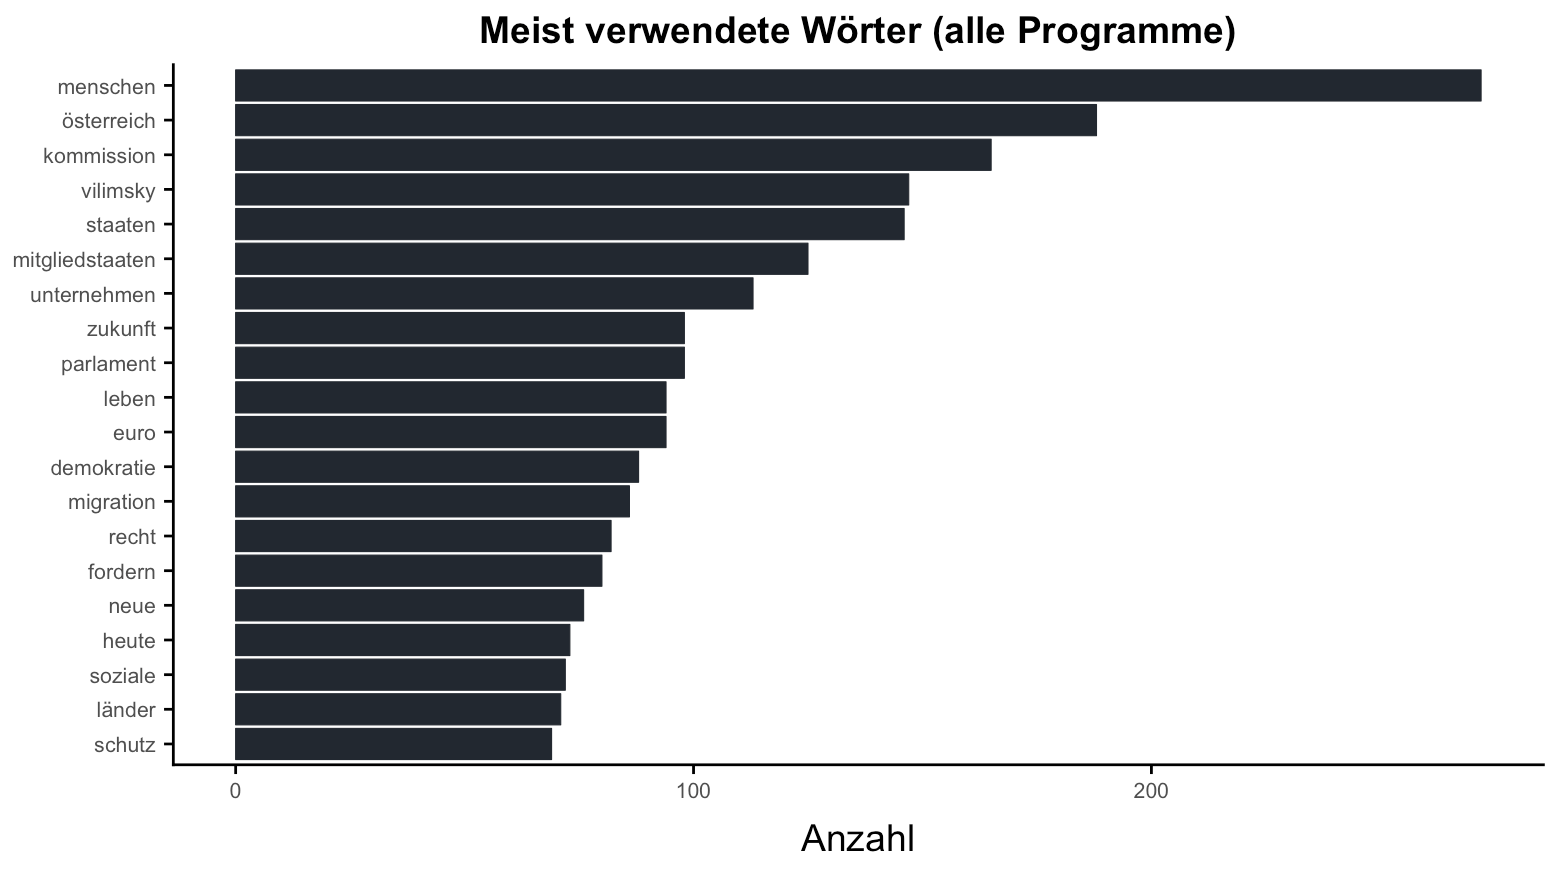 Meist verwendete Wörter (alle Programme)
menschen
österreich
kommission
vilimsky
staaten
mitgliedstaaten
unternehmen
zukunft
parlament
leben
euro
demokratie
migration
recht
fordern
neue
heute
soziale
länder
schutz
0 100 200
Anzahl